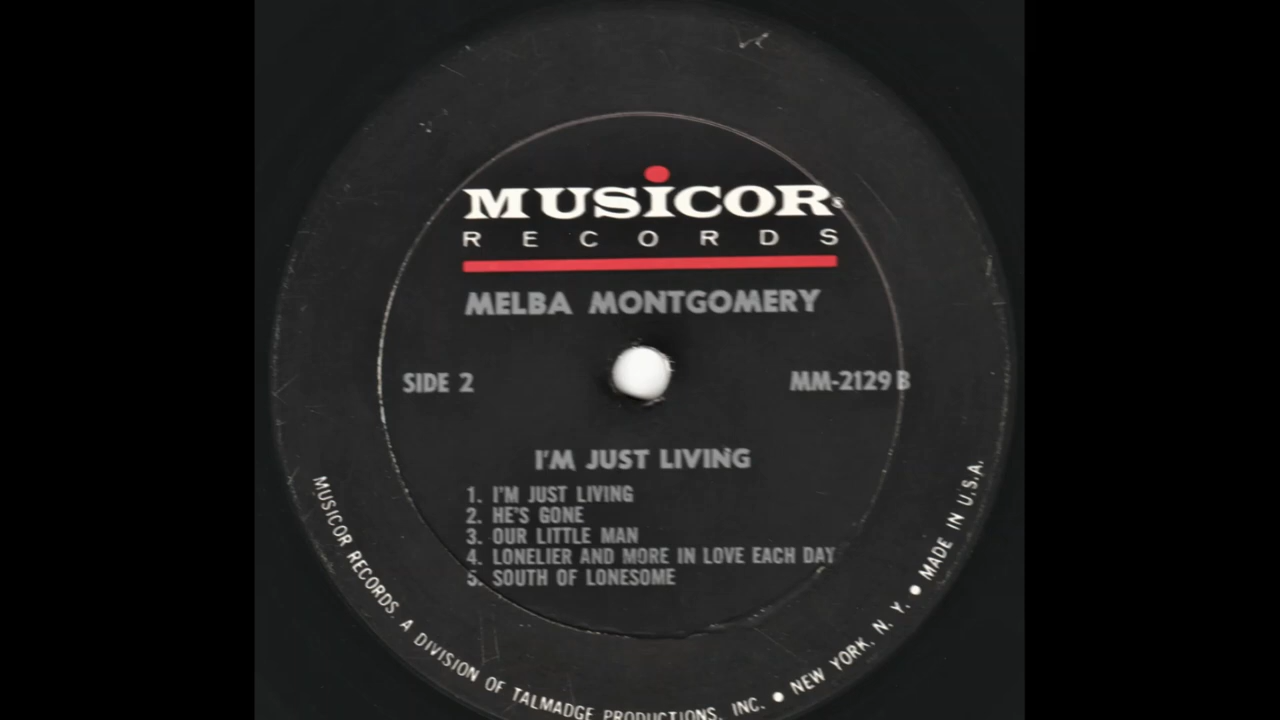 MUSICOR®
RECORDS
MELBA MONTGOMERY
SIDE 2
MM-2129 B
I'M JUST LIVING
1. I'M JUST LIVING
2. HE'S GONE
3. OUR LITTLE MAN
4. LONELIER AND MORE IN LOVE EACH DAY
5. SOUTH OF LONESOME
MUSICOR RECORDS, A DIVISION OF TALMADGE PRODUCTIONS, INC. ● NEW YORK, N. Y. ● MADE IN U.S.A.